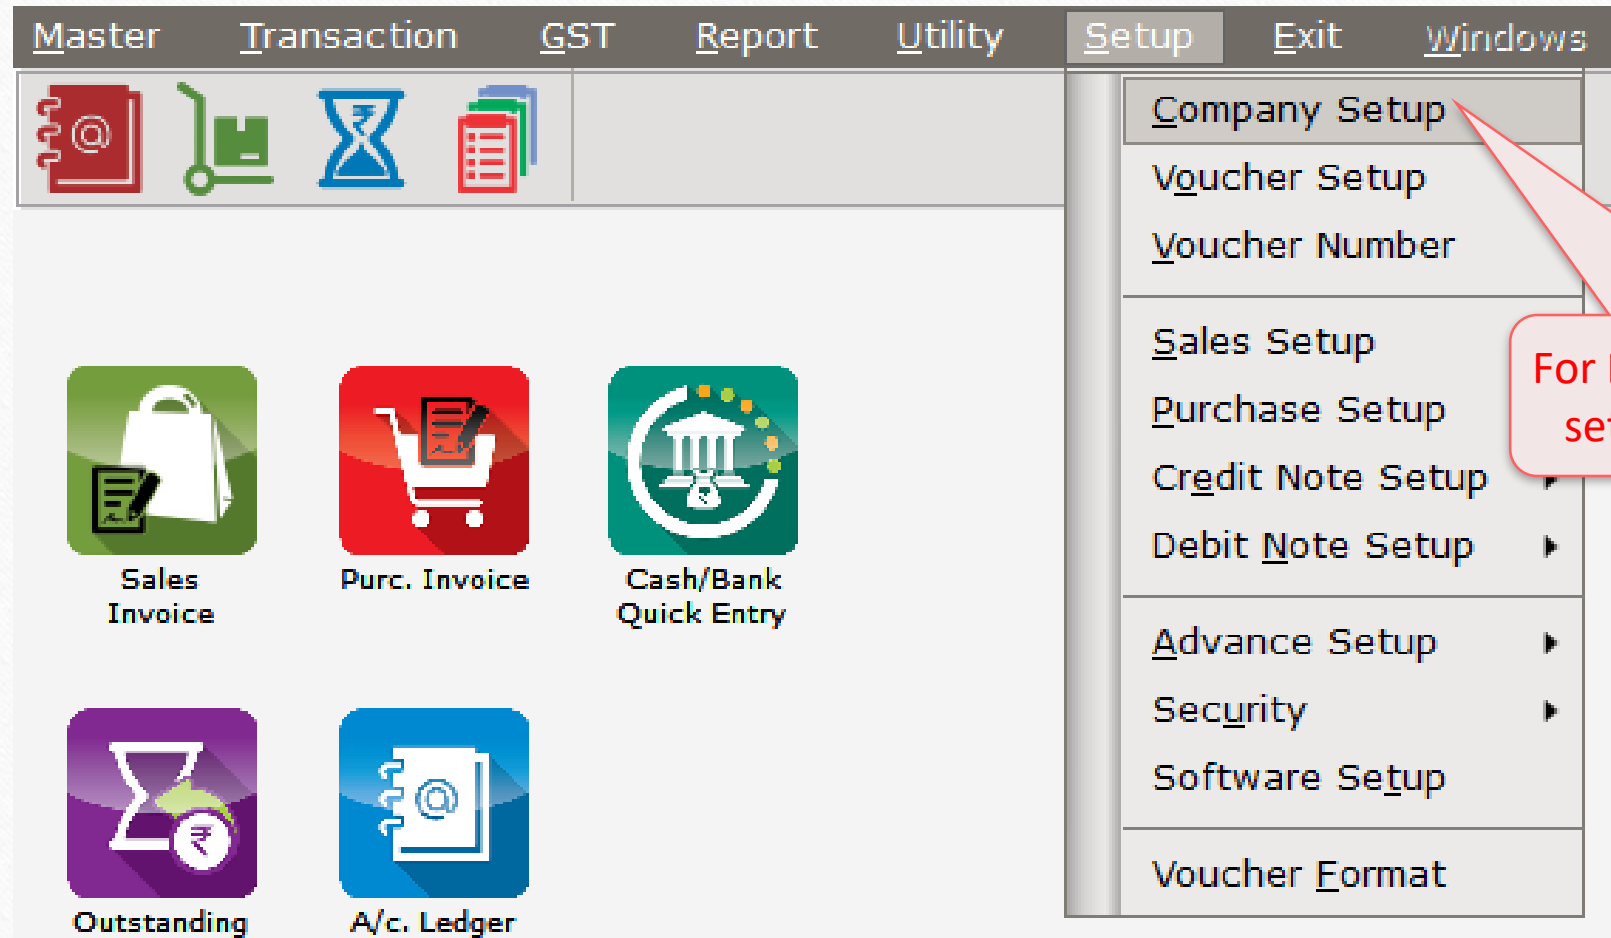 Master Transaction GST Report Utility Setup Exit Windows
Company Setup
Voucher Setup
Voucher Number
Sales Setup
Purchase Setup
Credit Note Setup
Debit Note Setup
Advance Setup
Security
Software Setup
Voucher Format
For
Sales
Invoice
Purc. Invoice
Cash/Bank
Quick Entry
Outstanding
A/c. Ledger